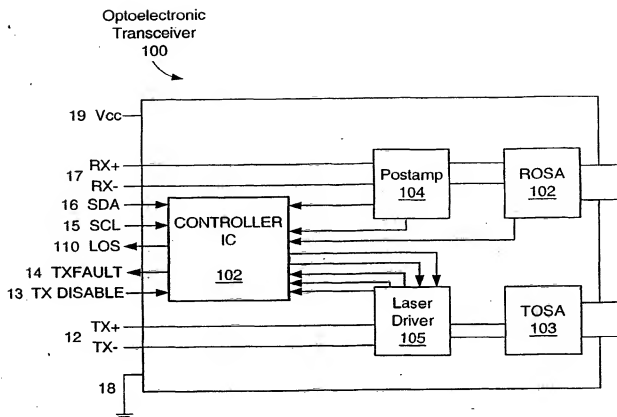 Optoelectronic
Transceiver
100
19 Vcc
17 RX+
RX-
16 SDA
15 SCL
110 LOS
14 TXFAULT
13 TX DISABLE
12 TX+
TX-
18
CONTROLLER
IC
102
Postamp
104
ROSA
102
Laser
Driver
105
TOSA
103